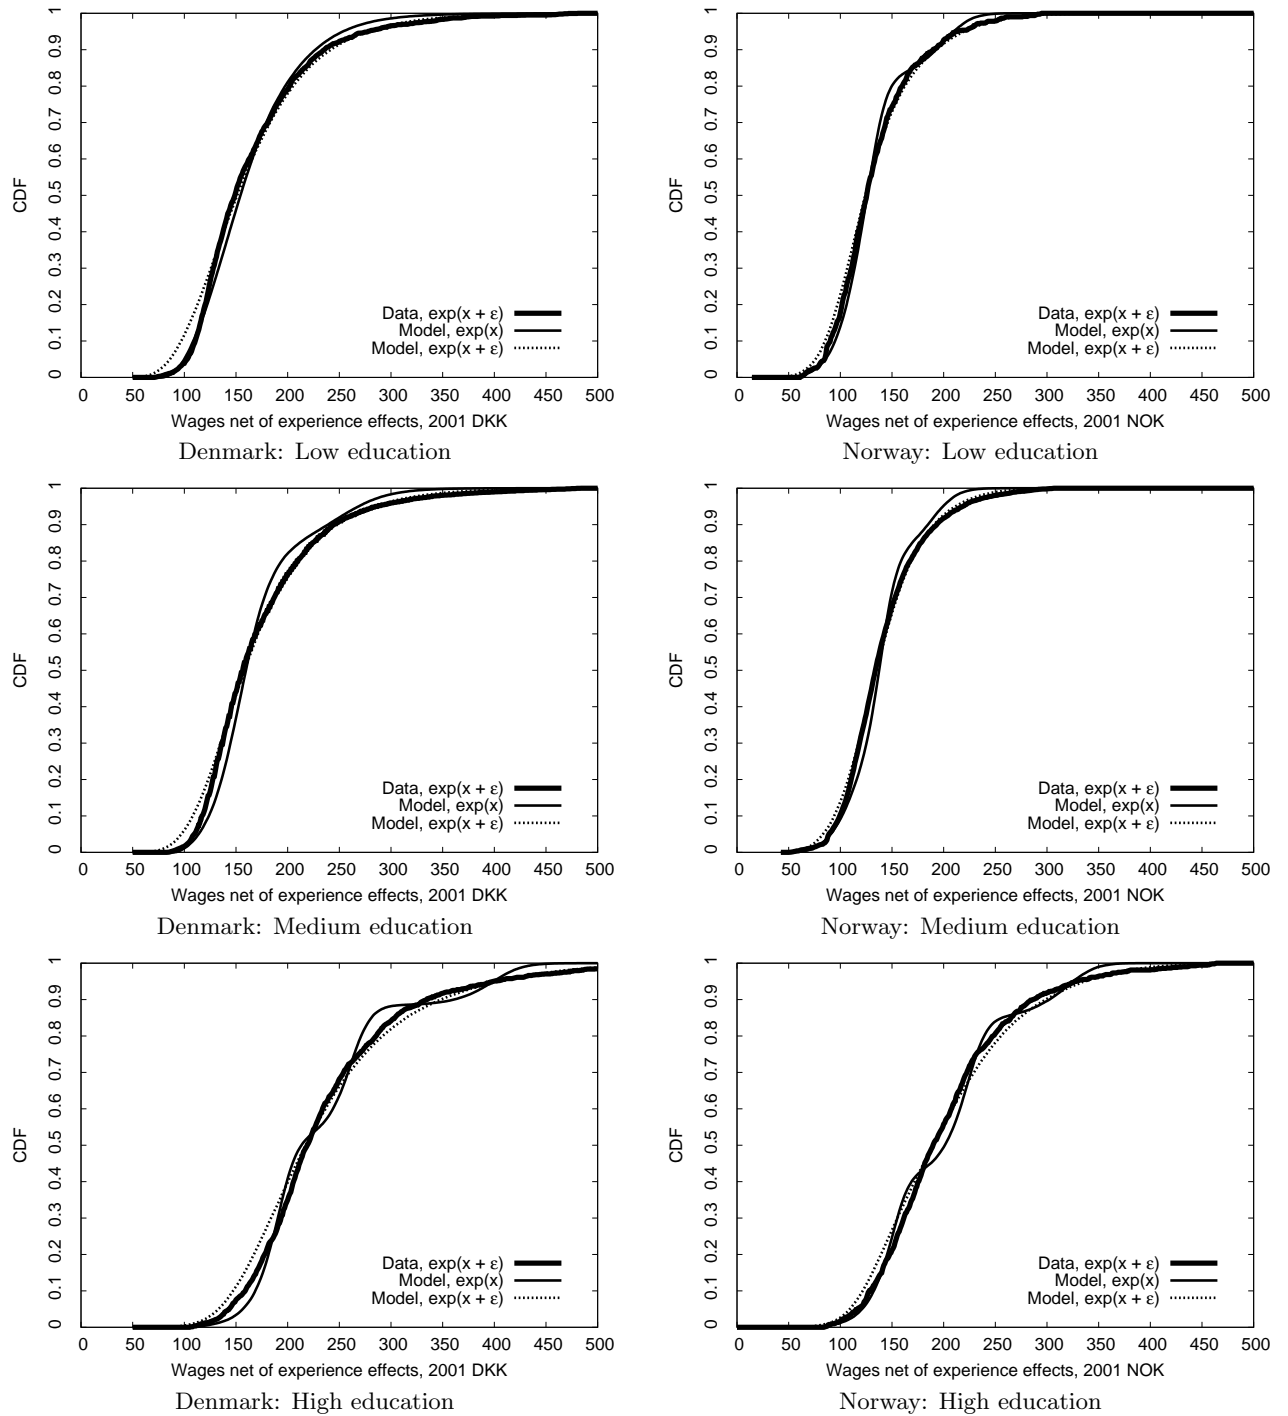 CDF
1
0.9
0.8
0.7
0.6
0.5
0.4
0.3
0.2
0.1
0
Data, exp(x + ε)
Model, exp(x)
Model, exp(x + ε)
0 50 100 150 200 250 300 350 400 450 500
Wages net of experience effects, 2001 DKK
Denmark: Low education
CDF
1
0.9
0.8
0.7
0.6
0.5
0.4
0.3
0.2
0.1
0
Data, exp(x + ε)
Model, exp(x)
Model, exp(x + ε)
0 50 100 150 200 250 300 350 400 450 500
Wages net of experience effects, 2001 NOK
Norway: Low education
CDF
1
0.9
0.8
0.7
0.6
0.5
0.4
0.3
0.2
0.1
0
Data, exp(x + ε)
Model, exp(x)
Model, exp(x + ε)
0 50 100 150 200 250 300 350 400 450 500
Wages net of experience effects, 2001 DKK
Denmark: Medium education
CDF
1
0.9
0.8
0.7
0.6
0.5
0.4
0.3
0.2
0.1
0
Data, exp(x + ε)
Model, exp(x)
Model, exp(x + ε)
0 50 100 150 200 250 300 350 400 450 500
Wages net of experience effects, 2001 NOK
Norway: Medium education
CDF
1
0.9
0.8
0.7
0.6
0.5
0.4
0.3
0.2
0.1
0
Data, exp(x + ε)
Model, exp(x)
Model, exp(x + ε)
0 50 100 150 200 250 300 350 400 450 500
Wages net of experience effects, 2001 DKK
Denmark: High education
CDF
1
0.9
0.8
0.7
0.6
0.5
0.4
0.3
0.2
0.1
0
Data, exp(x + ε)
Model, exp(x)
Model, exp(x + ε)
0 50 100 150 200 250 300 350 400 450 500
Wages net of experience effects, 2001 NOK
Norway: High education